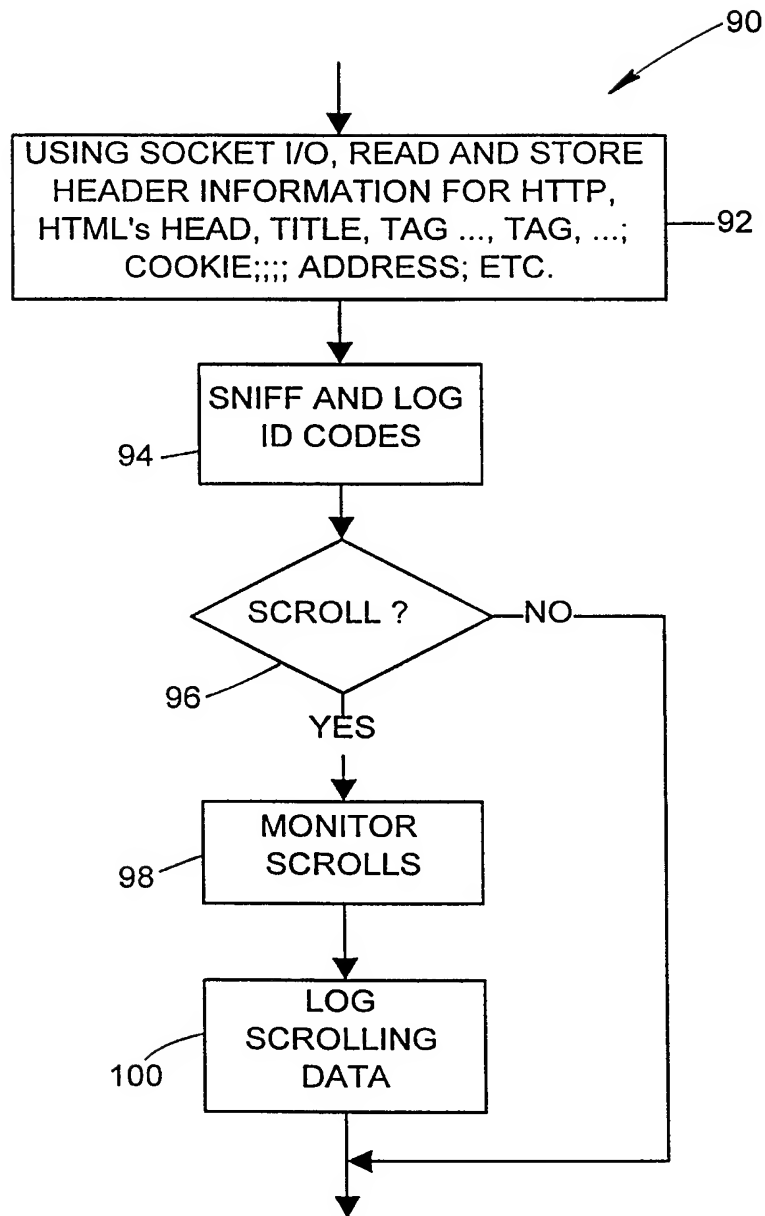 90
USING SOCKET I/O, READ AND STORE
HEADER INFORMATION FOR HTTP,
HTML's HEAD, TITLE, TAG ..., TAG, ...;
COOKIE;;;; ADDRESS; ETC.
92
SNIFF AND LOG
ID CODES
94
SCROLL ?
NO
96
YES
MONITOR
SCROLLS
98
LOG
SCROLLING
DATA
100